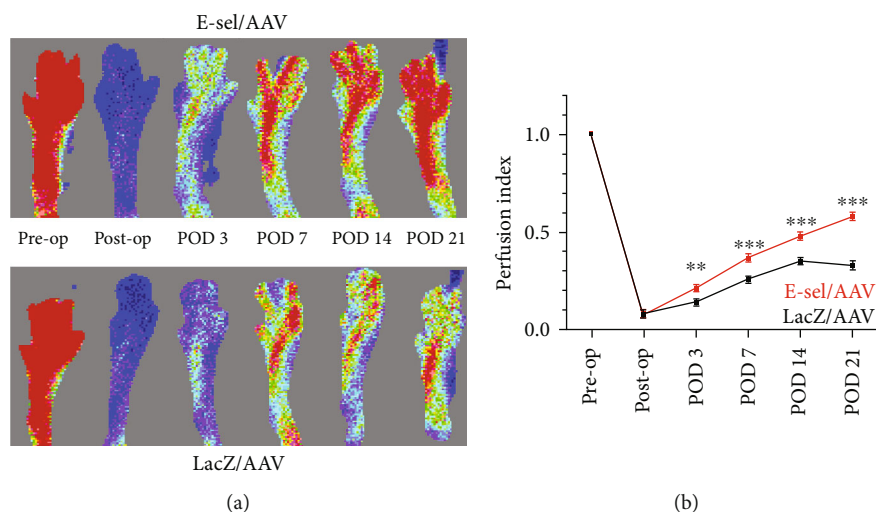 E-sel/AAV
Pre-op Post-op POD 3 POD 7 POD 14 POD 21
LacZ/AAV
(a)
Perfusion index
1.0
0.5
0.0
**
***
***
***
E-sel/AAV
LacZ/AAV
Pre-op
Post-op
POD 3
POD 7
POD 14
POD 21
(b)